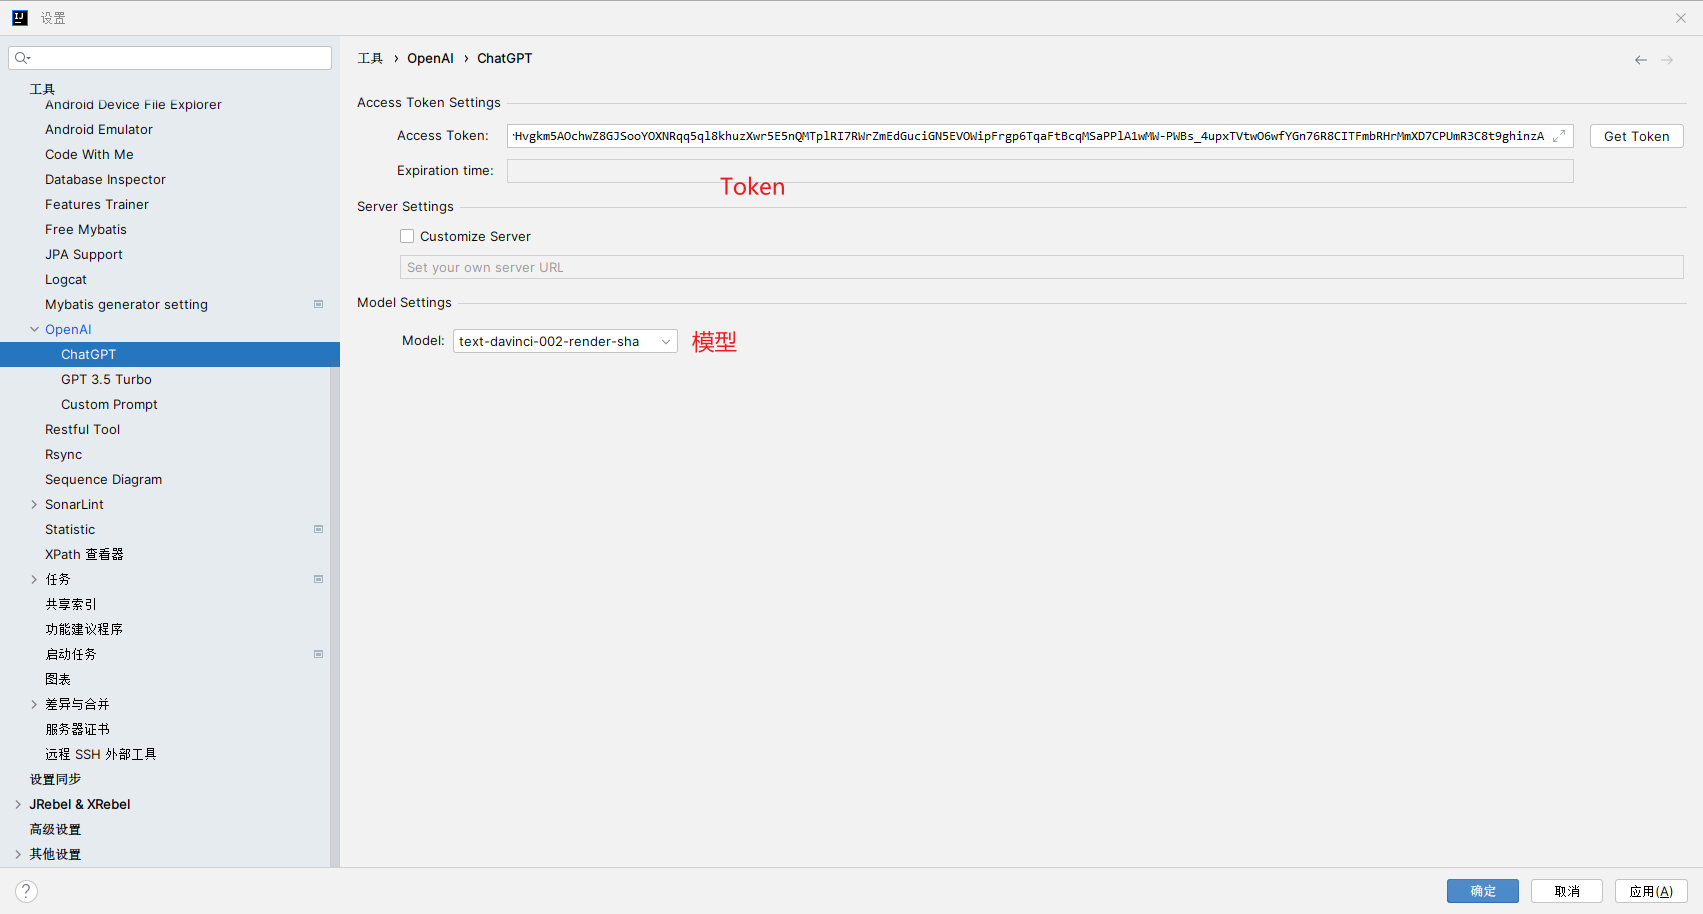 设置
工具
Android Device File Explorer
Android Emulator
Code With Me
Database Inspector
Features Trainer
Free Mybatis
JPA Support
Logcat
Mybatis generator setting
OpenAI
ChatGPT
GPT 3.5 Turbo
Custom Prompt
Restful Tool
Rsync
Sequence Diagram
SonarLint
Statistic
XPath 查看器
任务
共享索引
功能建议程序
启动任务
图表
差异与合并
服务器证书
远程 SSH 外部工具
设置同步
JRebel & XRebel
高级设置
其他设置
工具 › OpenAI › ChatGPT
Access Token Settings
Access Token:
Get Token
Expiration time:
Token
Server Settings
Customize Server
Set your own server URL
Model Settings
Model: text-davinci-002-render-sha 模型
?
确定 取消 应用(A)